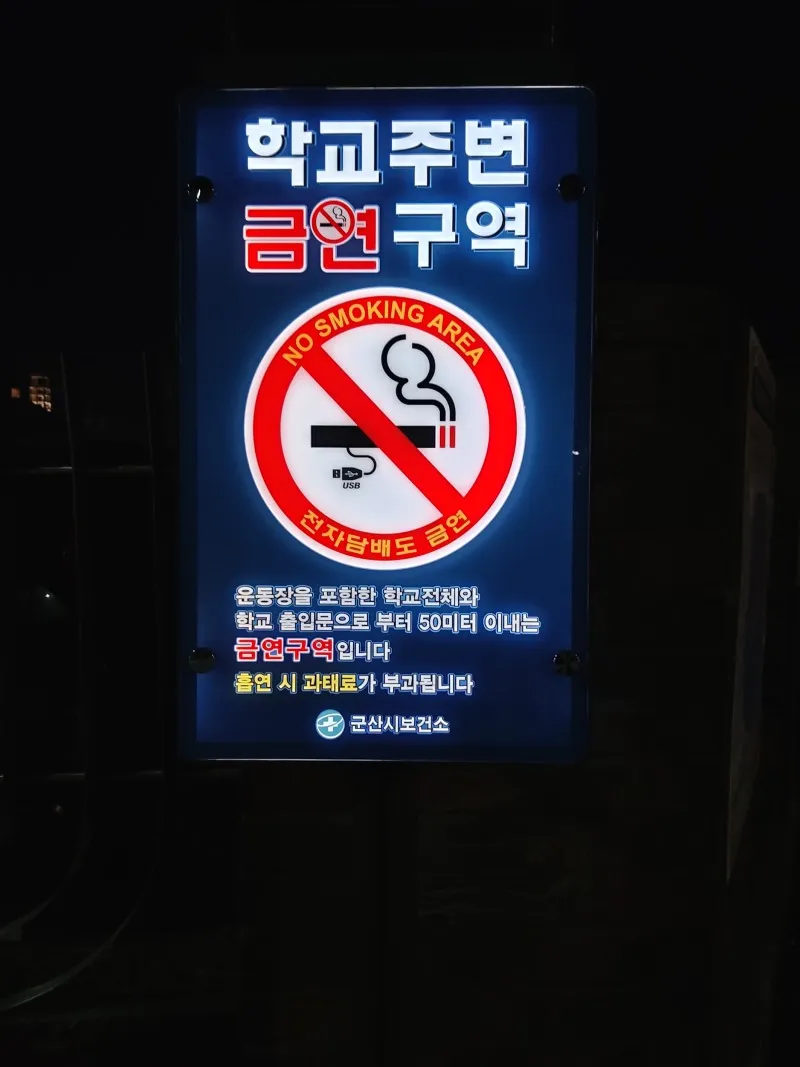 학교주변
금연구역
NO SMOKING AREA
USB
전자담배도 금연
운동장을 포함한 학교전체와
학교 출입문으로 부터 50미터 이내는
금연구역입니다
흡연 시 과태료가 부과됩니다
군산시보건소